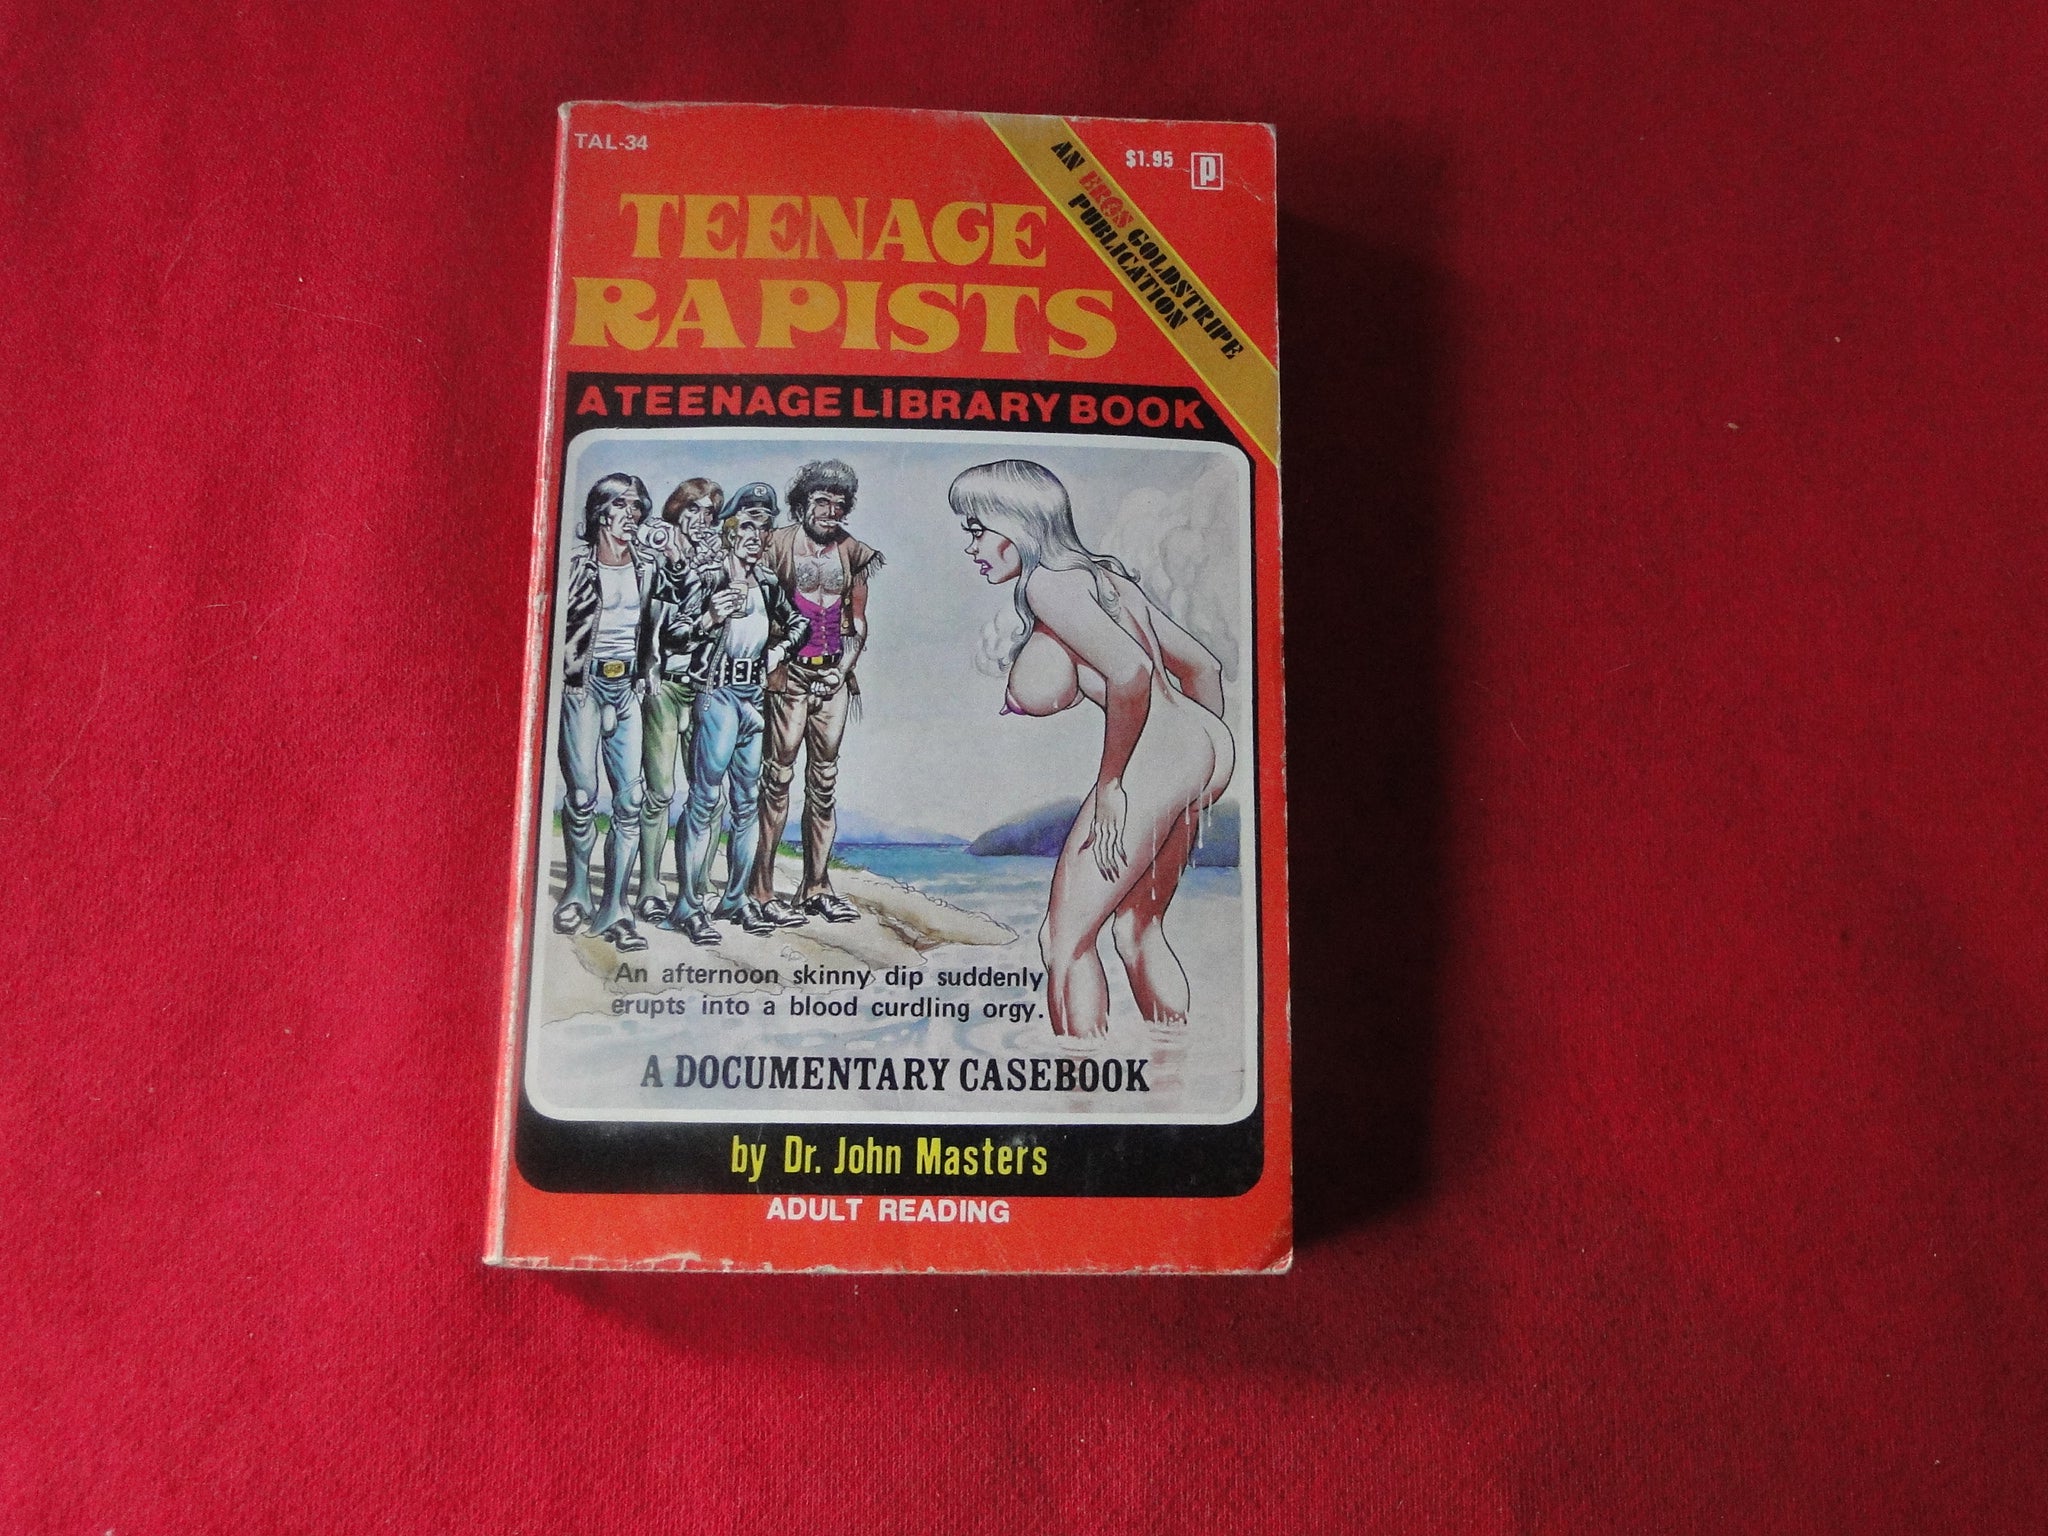 TAL-34
$1.95
P
AN EROS GOLDSTRIPE
PUBLICATION
TEENAGE
RAPISTS
A TEENAGE LIBRARY BOOK
An afternoon skinny dip suddenly
erupts into a blood curdling orgy.
A DOCUMENTARY CASEBOOK
by Dr. John Masters
ADULT READING